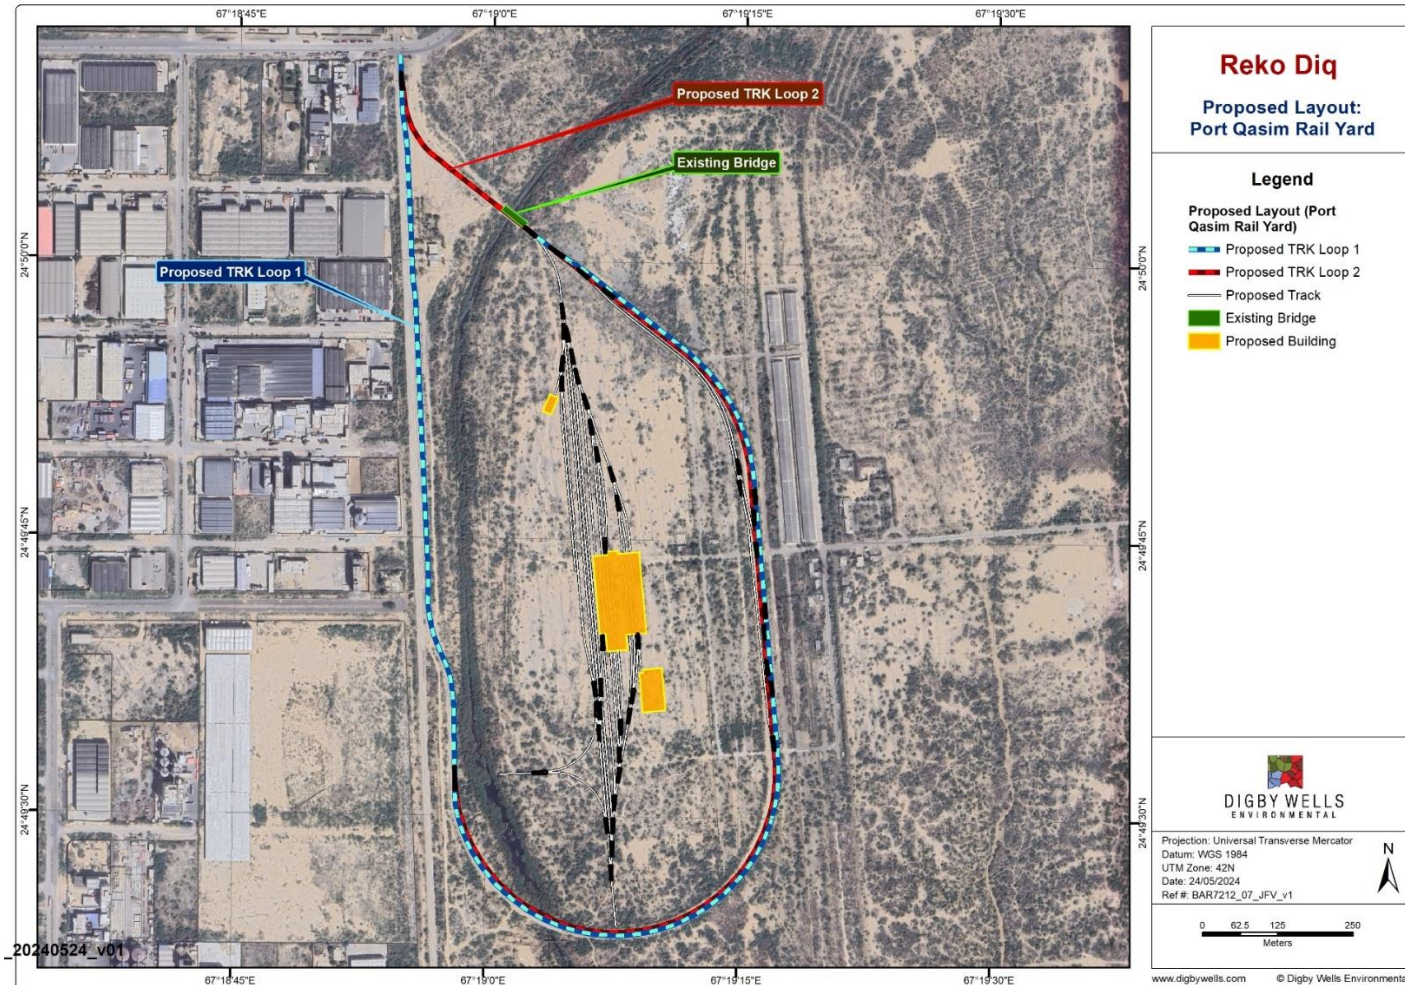 67°18'45"E
67°19'0"E
67°19'15"E
67°19'30"E
Reko Diq
Proposed Layout:
Port Qasim Rail Yard
Proposed TRK Loop 2
Existing Bridge
Proposed TRK Loop 1
24°50'0"N
24°50'0"N
24°49'45"N
24°49'45"N
24°49'30"N
24°49'30"N
Legend
Proposed Layout (Port
Qasim Rail Yard)
Proposed TRK Loop 1
Proposed TRK Loop 2
Proposed Track
Existing Bridge
Proposed Building
DIGBY WELLS
ENVIRONMENTAL
Projection: Universal Transverse Mercator
Datum: WGS 1984
UTM Zone: 42N
Date: 24/05/2024
Ref #: BAR7212_07_JFV_v1
N
0 62.5 125 250
Meters
_20240524_v01
67°18'45"E
67°19'0"E
67°19'15"E
67°19'30"E
www.digbywells.com © Digby Wells Environmenta